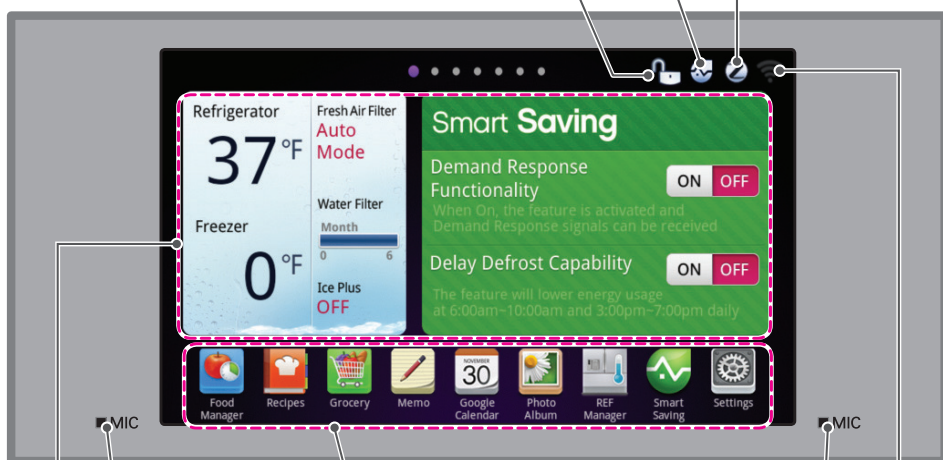 Refrigerator
37 °F
Freezer
0 °F
Fresh Air Filter
Auto
Mode
Water Filter
Month
0 6
Ice Plus
OFF
Smart Saving
Demand Response
Functionality
ON OFF
When On, the feature is activated and
Demand Response signals can be received
Delay Defrost Capability
ON OFF
The feature will lower energy usage
at 6:00am~10:00am and 3:00pm~7:00pm daily
Food
Manager
Recipes
Grocery
Memo
NOVEMBER
30
Google
Calendar
Photo
Album
REF
Manager
Smart
Saving
Settings
MIC
MIC